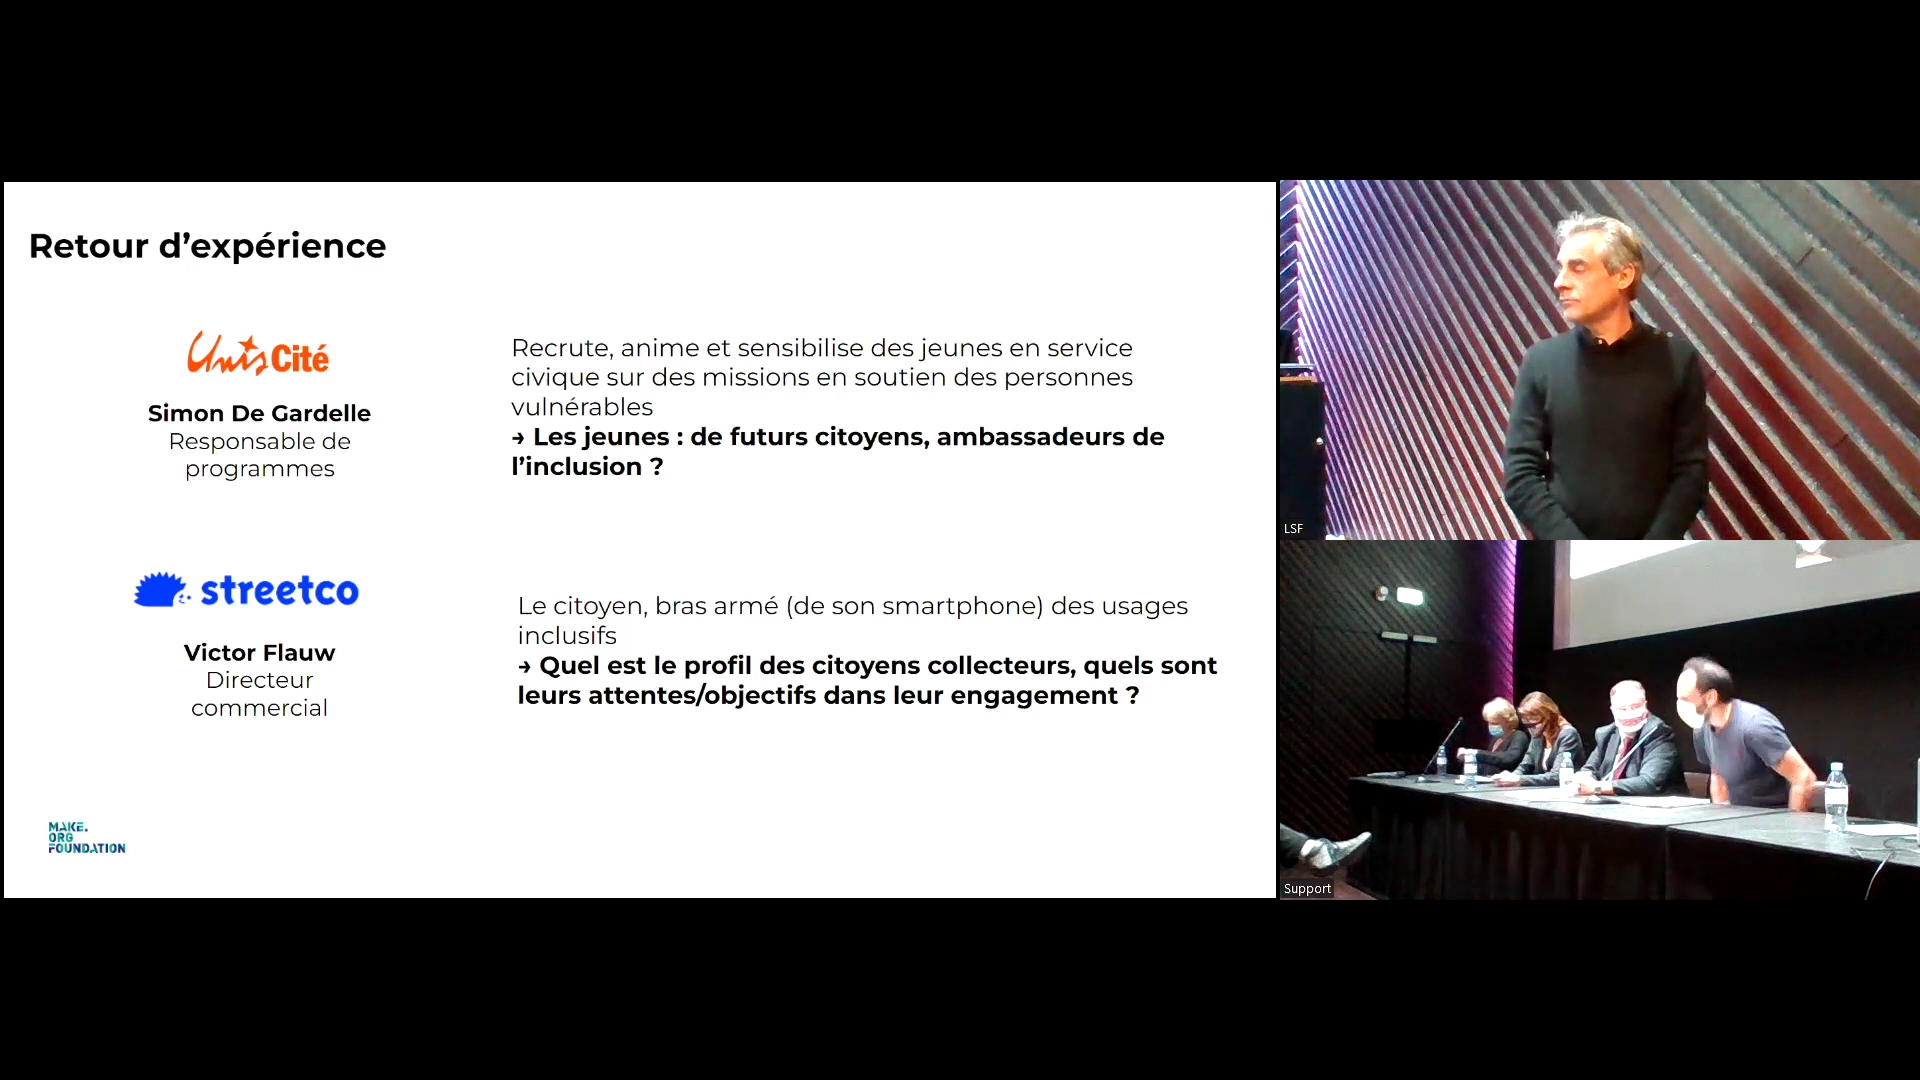 Retour d’expérience
Unis Cité
Simon De Gardelle
Responsable de
programmes
Recrute, anime et sensibilise des jeunes en service
civique sur des missions en soutien des personnes
vulnérables
→ Les jeunes : de futurs citoyens, ambassadeurs de
l’inclusion ?
streetco
Victor Flauw
Directeur
commercial
Le citoyen, bras armé (de son smartphone) des usages
inclusifs
→ Quel est le profil des citoyens collecteurs, quels sont
leurs attentes/objectifs dans leur engagement ?
MAKE.
ORG
FOUNDATION
LSF
Support